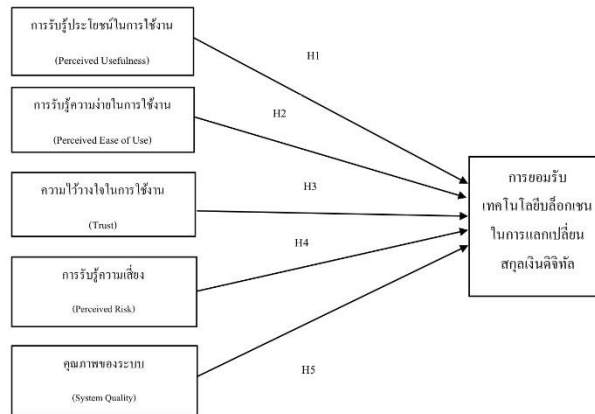 การรับรู้ประโยชน์ในการใช้งาน
(Perceived Usefulness)
H1
การรับรู้ความง่ายในการใช้งาน
(Perceived Ease of Use)
H2
ความไว้วางใจในการใช้งาน
(Trust)
H3
การรับรู้ความเสี่ยง
(Perceived Risk)
H4
คุณภาพของระบบ
(System Quality)
H5
การยอมรับ
เทคโนโลยีบล็อกเชน
ในการแลกเปลี่ยน
สกุลเงินดิจิทัล